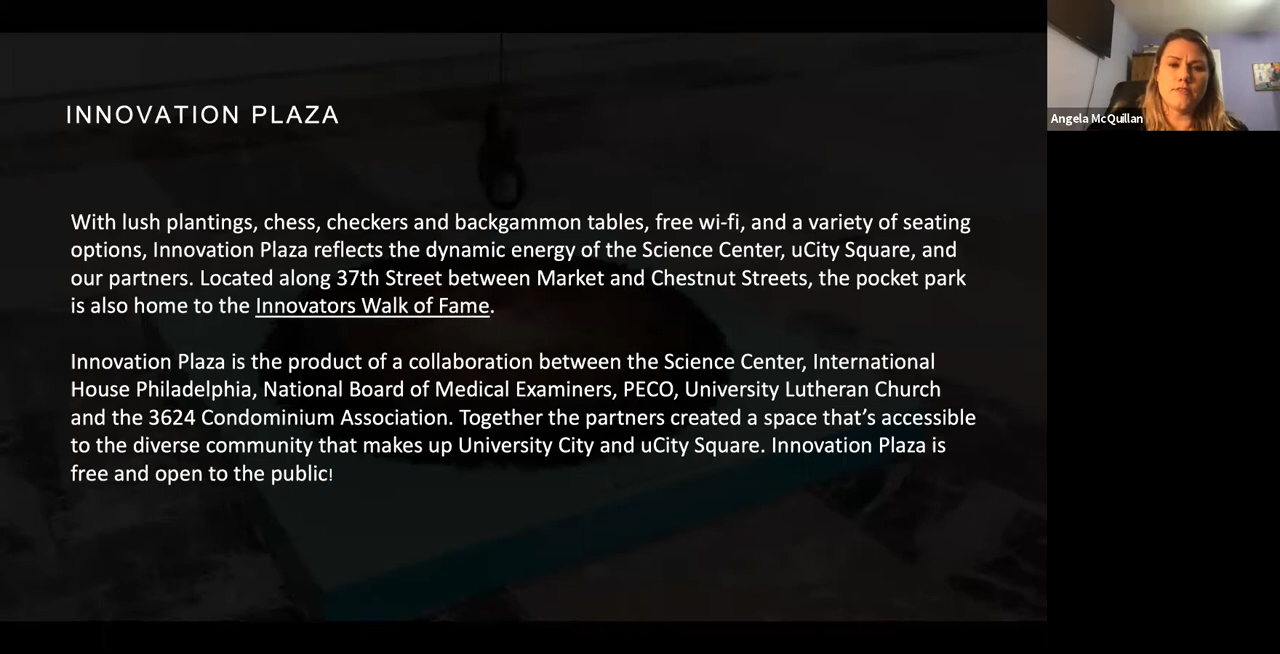 INNOVATION PLAZA
With lush plantings, chess, checkers and backgammon tables, free wi-fi, and a variety of seating
options, Innovation Plaza reflects the dynamic energy of the Science Center, uCity Square, and
our partners. Located along 37th Street between Market and Chestnut Streets, the pocket park
is also home to the Innovators Walk of Fame.
Innovation Plaza is the product of a collaboration between the Science Center, International
House Philadelphia, National Board of Medical Examiners, PECO, University Lutheran Church
and the 3624 Condominium Association. Together the partners created a space that’s accessible
to the diverse community that makes up University City and uCity Square. Innovation Plaza is
free and open to the public!
Angela McQuillan